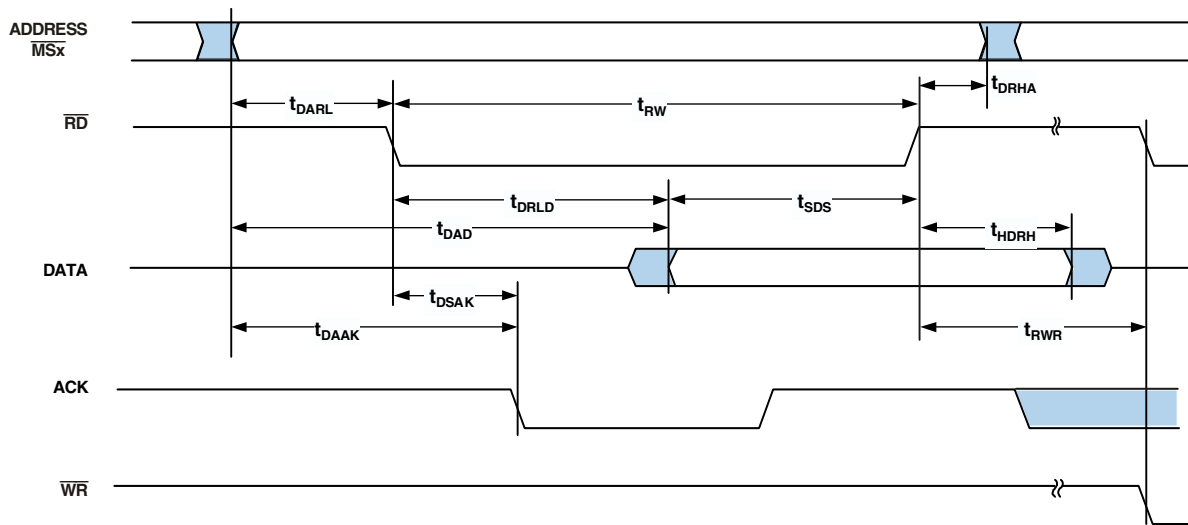 ADDRESS
MSx
tDRHA
tDARL
tRW
RD
tDRLD
tSDS
tDAD
tHDRH
DATA
tDSAK
tDAAK
tRWR
ACK
WR